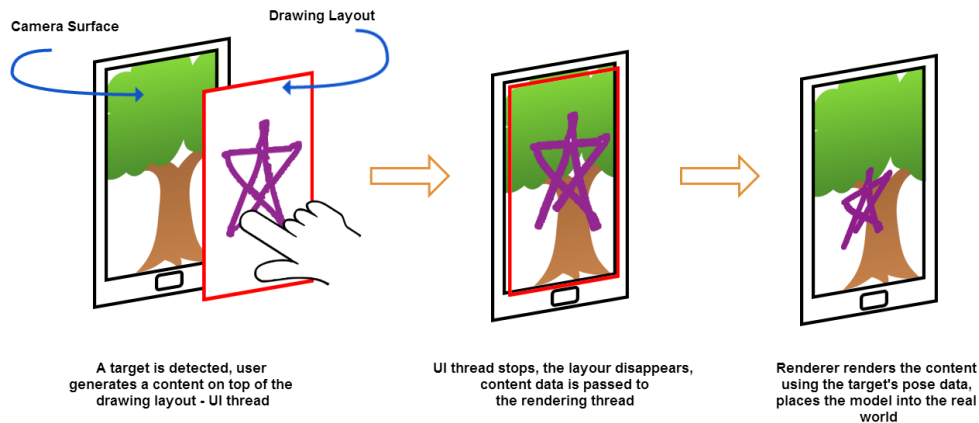 Camera Surface
Drawing Layout
A target is detected, user
generates a content on top of the
drawing layout - UI thread
UI thread stops, the layour disappears,
content data is passed to
the rendering thread
Renderer renders the content
using the target's pose data,
places the model into the real
world